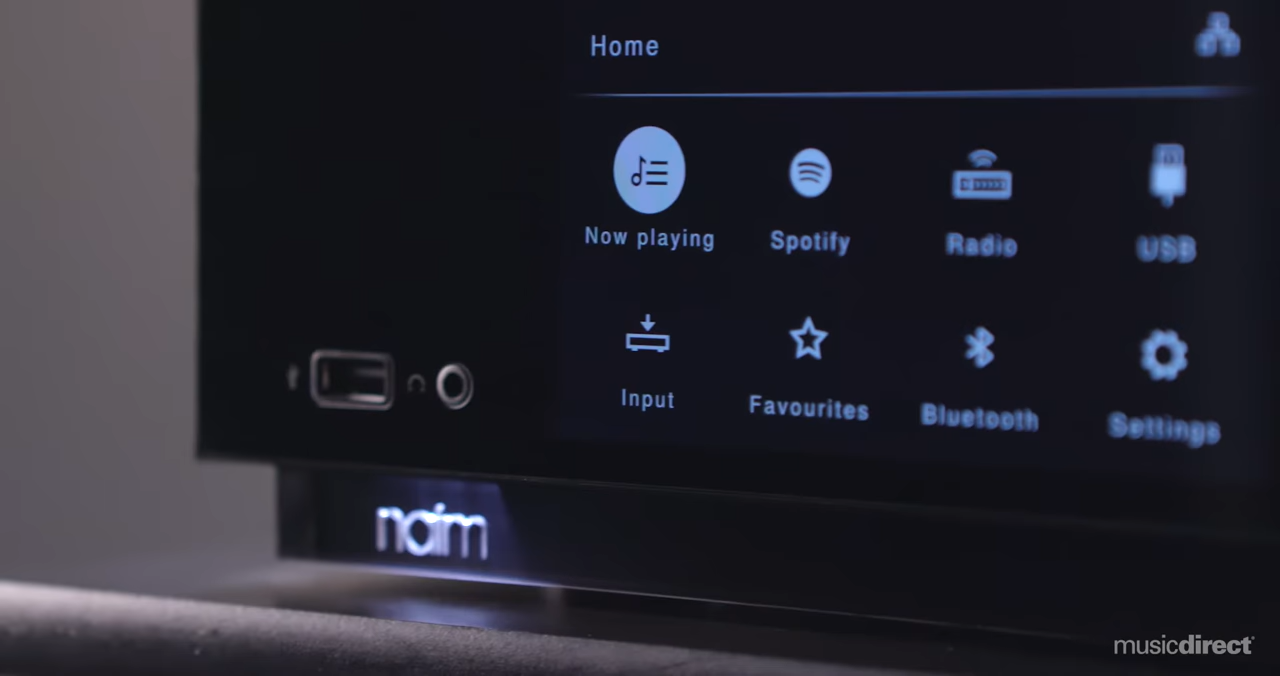 Home
Now playing
Spotify
Radio
USB
Input
Favourites
Bluetooth
Settings
naim
musicdirect